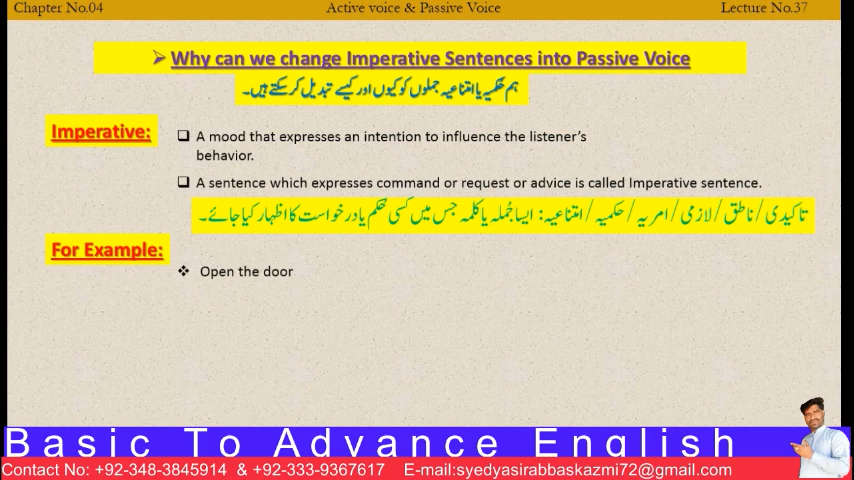 Chapter No.04 Active voice & Passive Voice Lecture No.37
➢ Why can we change Imperative Sentences into Passive Voice
ہم حکمیہ یا امتناعیہ جملوں کو کیوں اور کیسے تبدیل کر سکتے ہیں۔
Imperative:
❑ A mood that expresses an intention to influence the listener's
behavior.
❑ A sentence which expresses command or request or advice is called Imperative sentence.
تاکیدی/ناطق/لازمی/امریہ/حکمیہ/امتناعیہ: ایسا جُملہ یا کلمہ جس میں کسی حُکم یا درخواست کا اظہار کیا جائے۔
For Example:
❖ Open the door
Basic To Advance English
Contact No: +92-348-3845914 & +92-333-9367617 E-mail:syedyasirabbaskazmi72@gmail.com